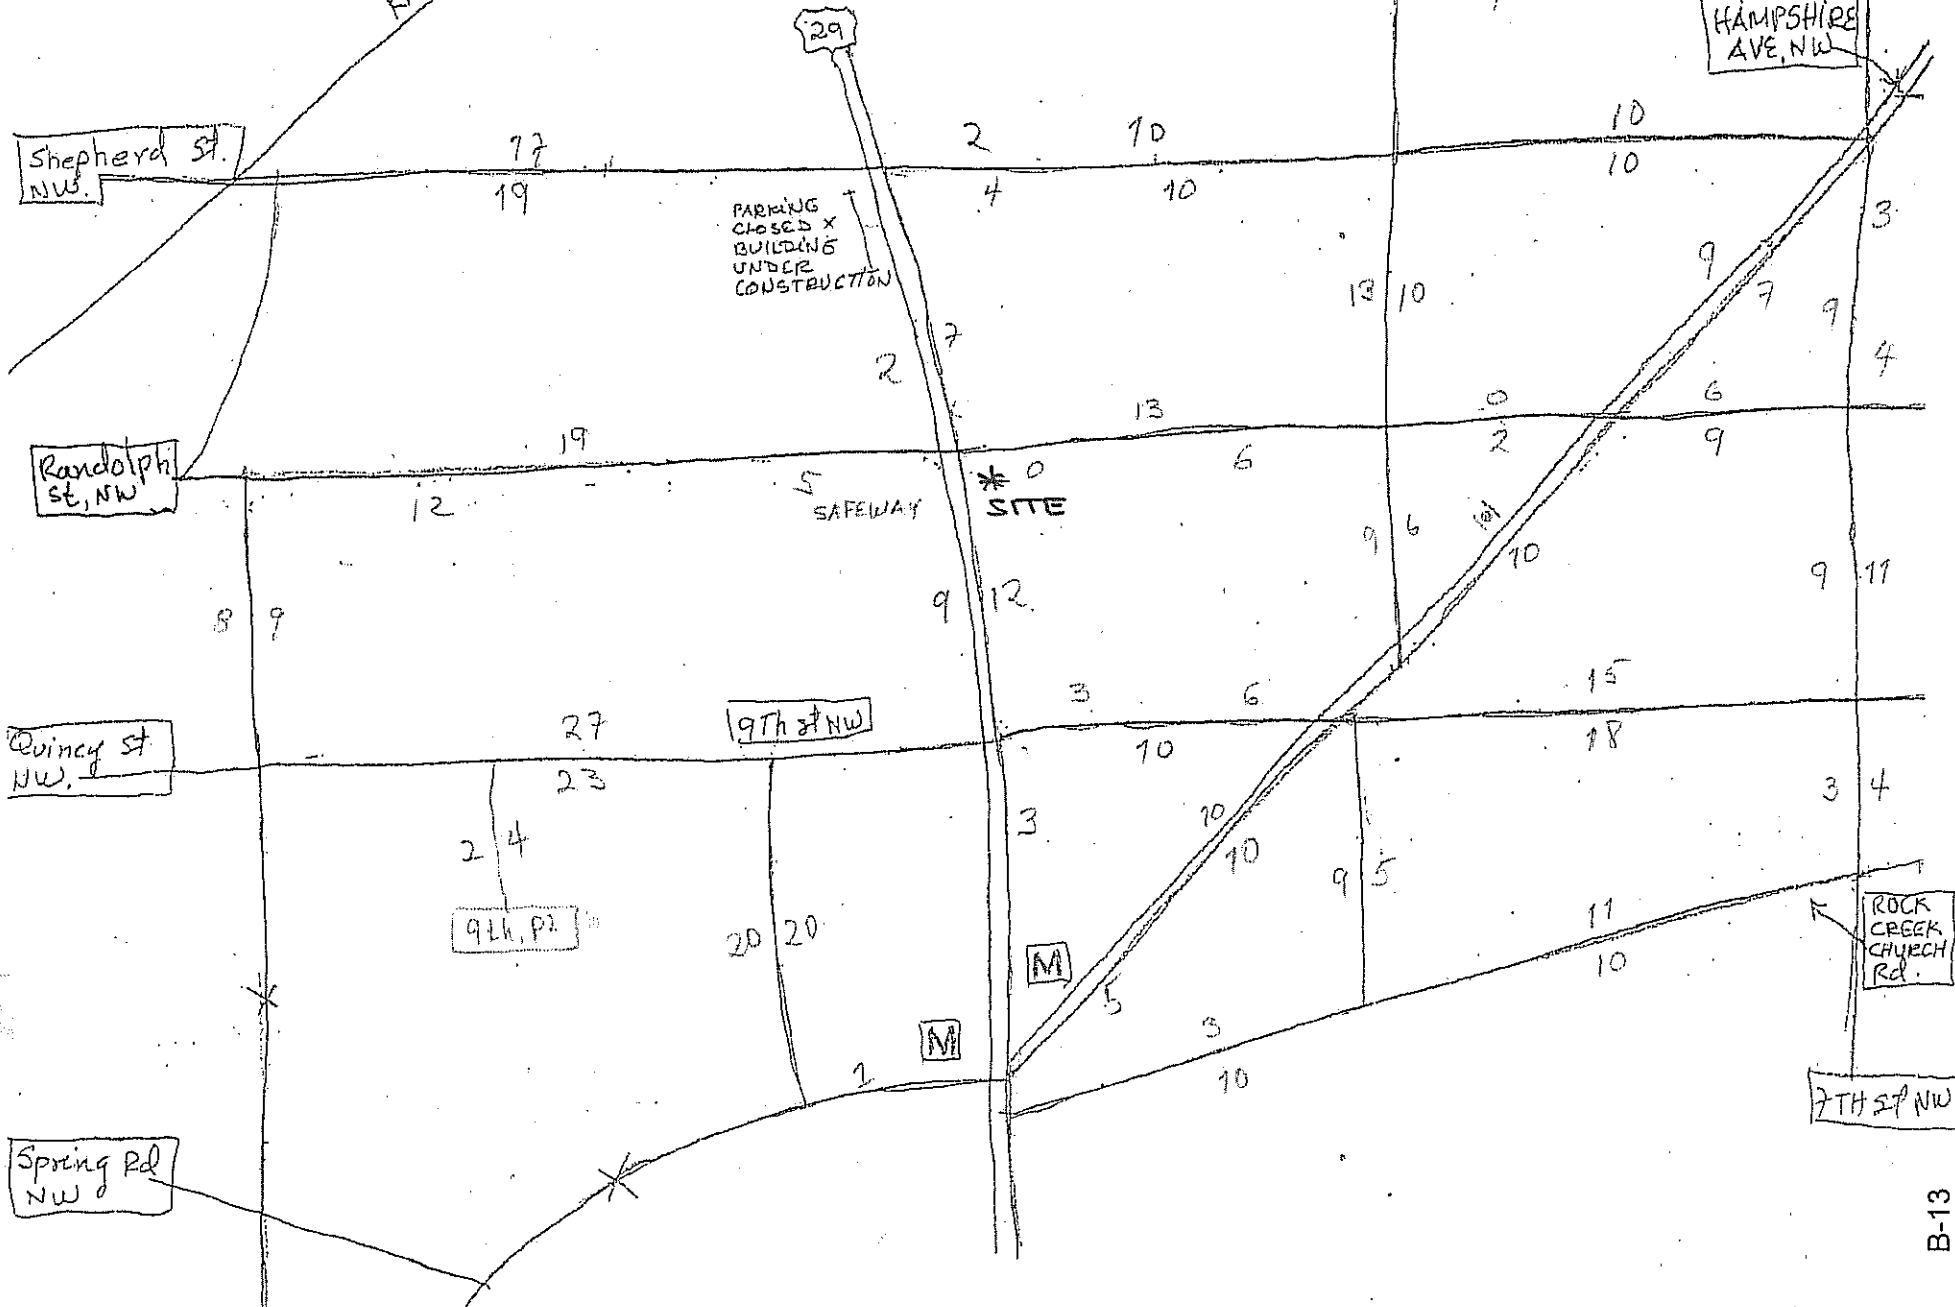 29
HAMPSHIRE
AVE, NW
Shepherd St.
NW.
17
19
2
10
4
10
10
10
PARKING
CLOSED X
BUILDING
UNDER
CONSTRUCTION
3
9
7
13
10
9
4
7
2
Randolph
St, NW
19
12
5
SAFEWAY
*
SITE
0
13
6
0
2
6
9
9
6
10
9
11
8
9
9
12
Quincy St
NW.
27
23
9Th st NW
3
6
10
15
18
2
4
9th, Pl
20
20
3
10
10
9
5
3
4
M
5
M
1
3
10
11
10
ROCK
CREEK
CHURCH
Rd.
7TH ST NW
Spring Rd
NW
B-13